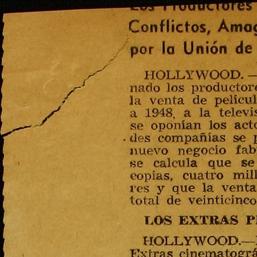 Los Productores
Conflictos, Amag
por la Unión de
HOLLYWOOD. —
nado los productore
la venta de películ
a 1948, a la televis
se oponían los acto
des compañías se p
nuevo negocio fab
se calcula que se
copias, cuatro mill
res y que la venta
total de veinticinco
LOS EXTRAS P
HOLLYWOOD.—
Extras cinematográ